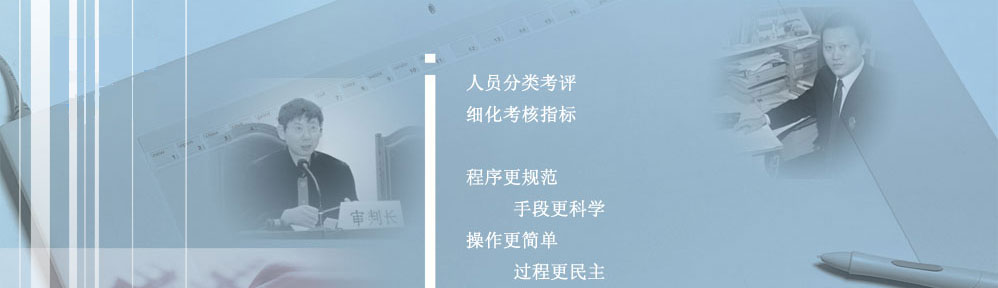 人员分类考评
细化考核指标
程序更规范
手段更科学
操作更简单
过程更民主
审判长